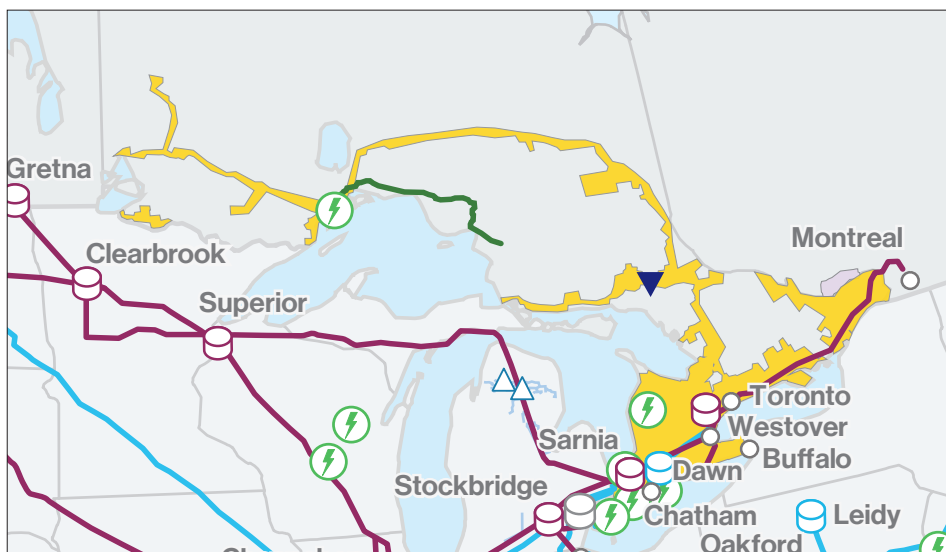 Gretna
Montreal
Clearbrook
Superior
Toronto
Westover
Sarnia
Buffalo
Dawn
Stockbridge
Chatham
Leidy
Oakford